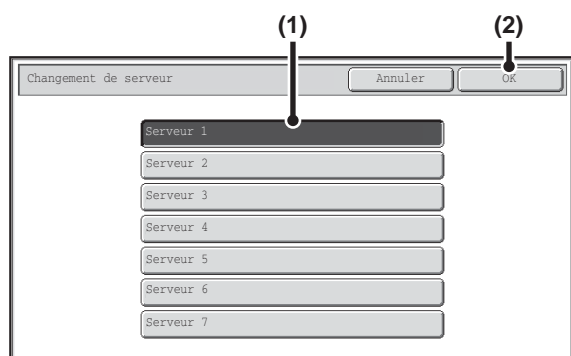 (1) (2)
Changement de serveur Annuler OK
Serveur 1
Serveur 2
Serveur 3
Serveur 4
Serveur 5
Serveur 6
Serveur 7